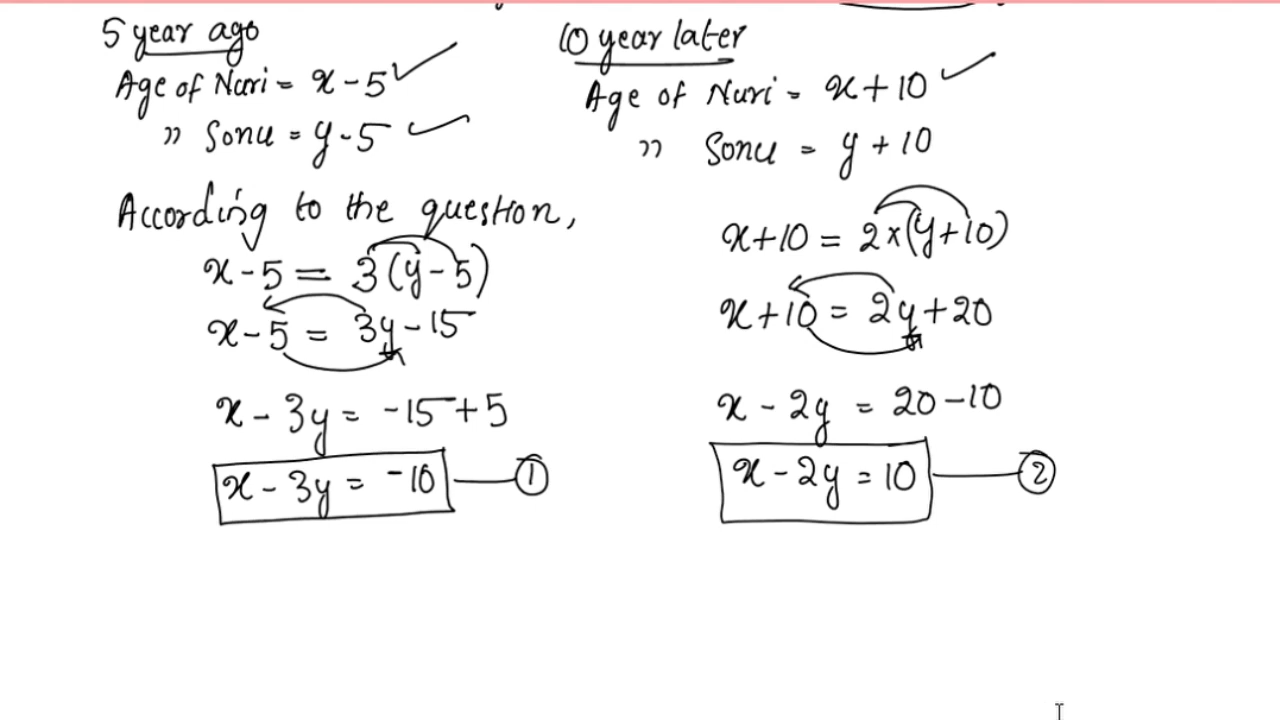 5 year ago
Age of Nuri = x - 5
” Sonu = y - 5
According to the question,
x - 5 = 3(y - 5)
x - 5 = 3y - 15
x - 3y = -15 + 5
x - 3y = -10 ①
10 year later
Age of Nuri = x + 10
” Sonu = y + 10
x + 10 = 2×(y + 10)
x + 10 = 2y + 20
x - 2y = 20 - 10
x - 2y = 10 ②